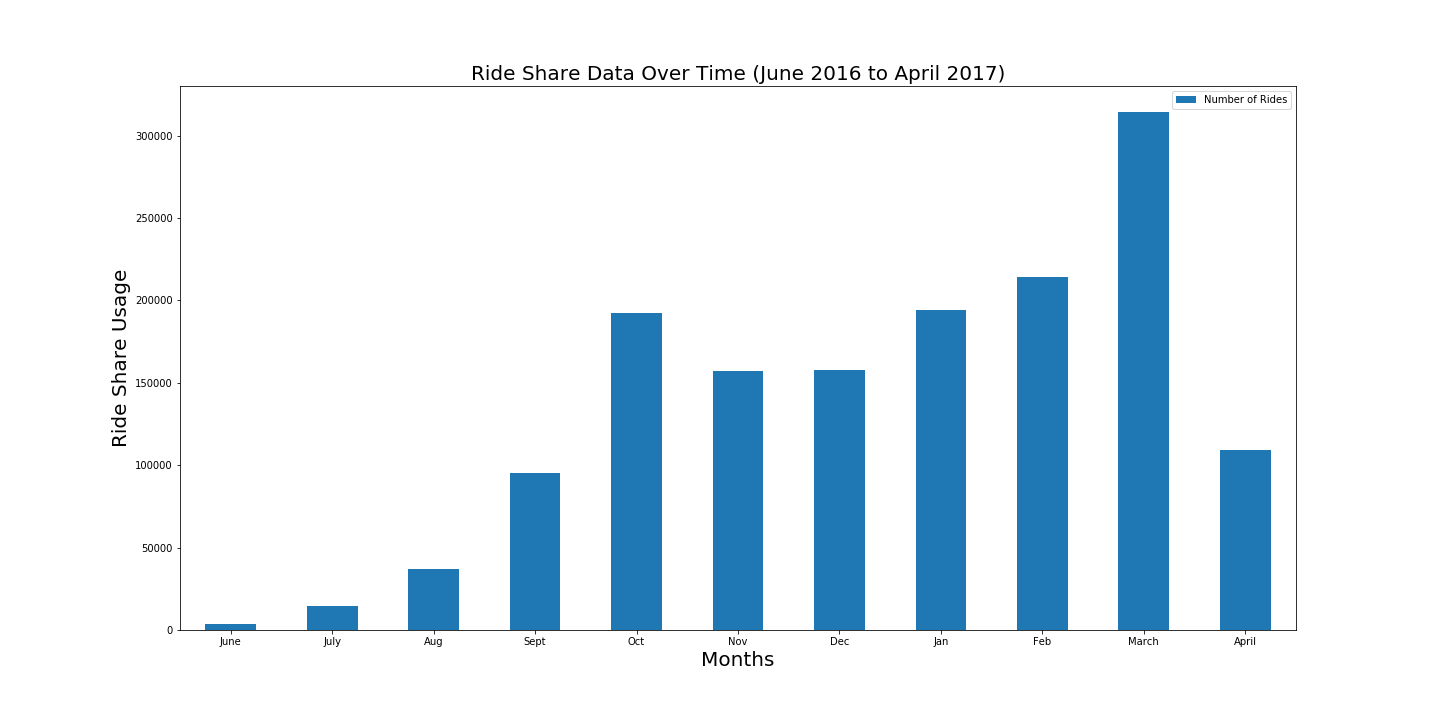 Ride Share Data Over Time (June 2016 to April 2017)
Number of Rides
300000
250000
200000
150000
100000
50000
0
Ride Share Usage
June July Aug Sept Oct Nov Dec Jan Feb March April
Months